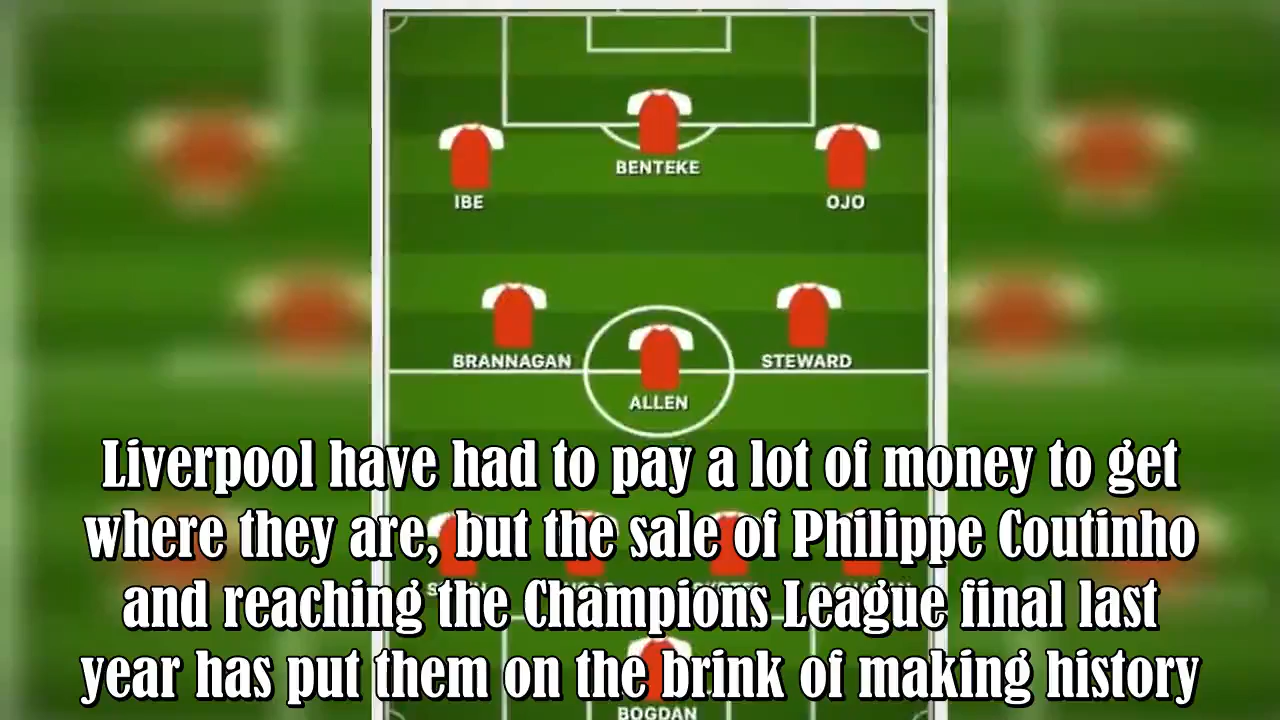 BENTEKE
IBE
OJO
BRANNAGAN
STEWARD
ALLEN
Liverpool have had to pay a lot of money to get
where they are, but the sale of Philippe Coutinho
and reaching the Champions League final last
year has put them on the brink of making history
BOGDAN